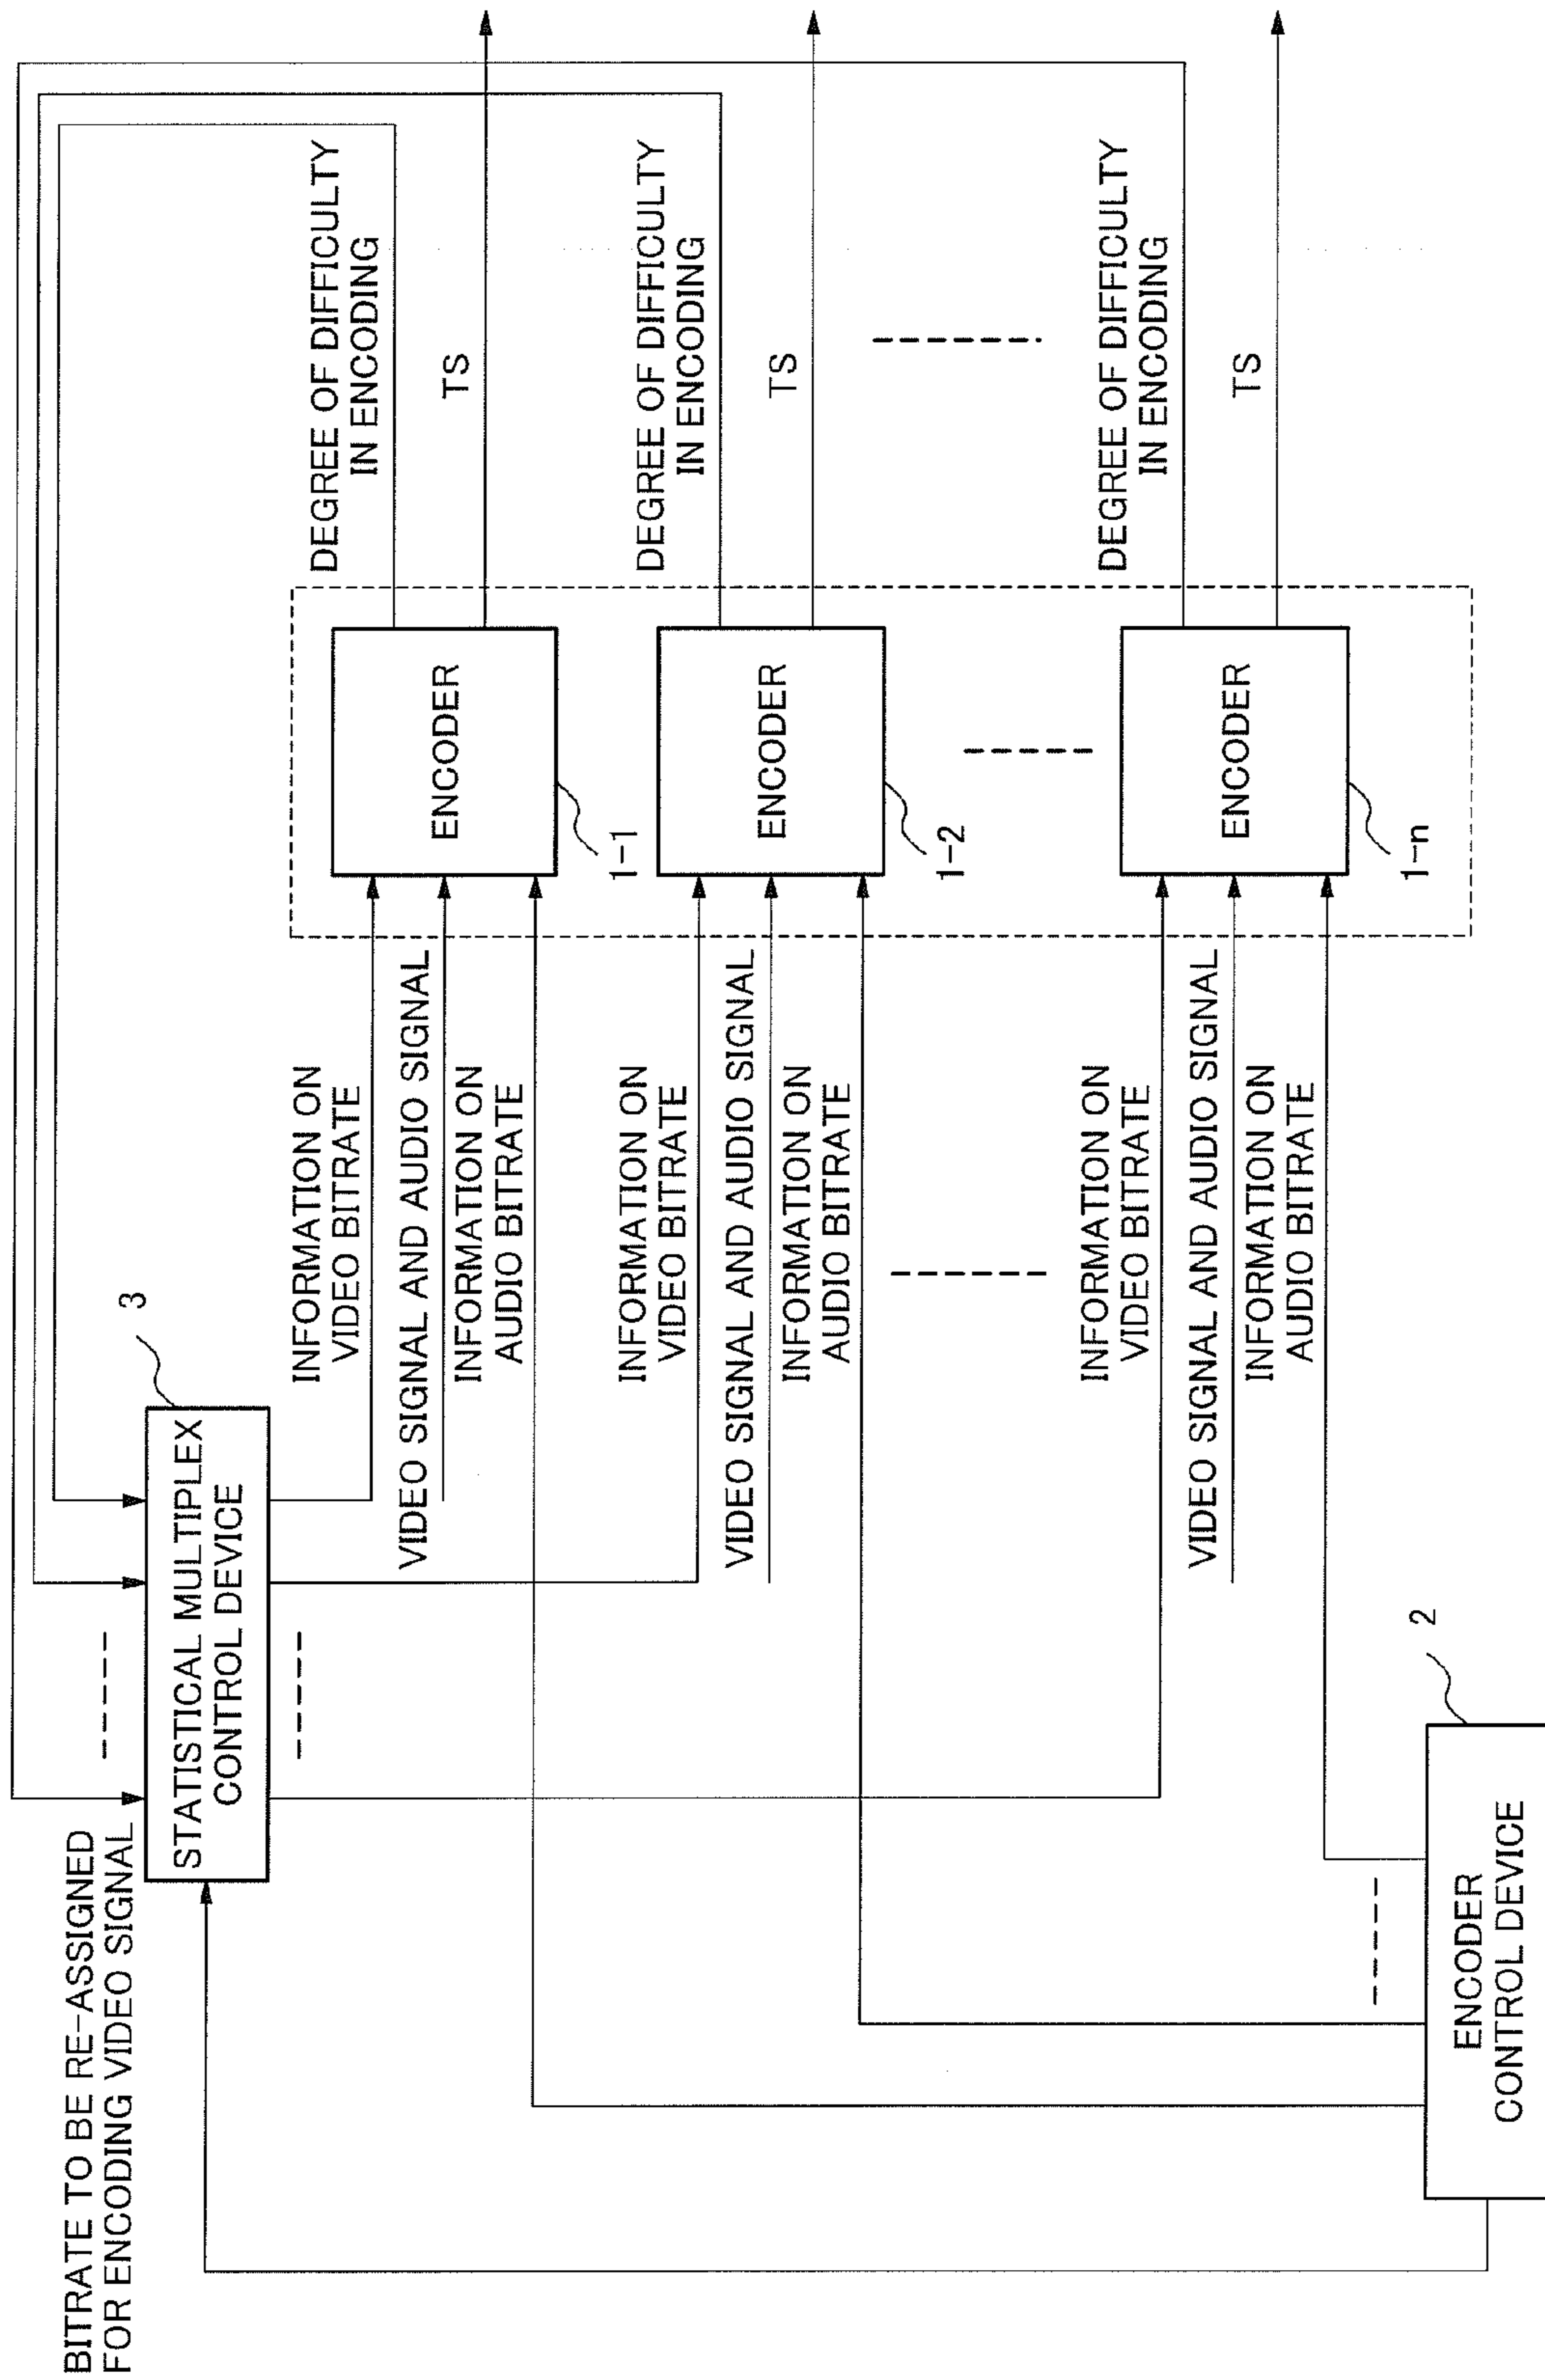 BITRATE TO BE RE-ASSIGNED
FOR ENCODING VIDEO SIGNAL
STATISTICAL MULTIPLEX
CONTROL DEVICE
3
INFORMATION ON
VIDEO BITRATE
VIDEO SIGNAL AND AUDIO SIGNAL
INFORMATION ON
AUDIO BITRATE
ENCODER
1-1
DEGREE OF DIFFICULTY
IN ENCODING
TS
INFORMATION ON
VIDEO BITRATE
VIDEO SIGNAL AND AUDIO SIGNAL
INFORMATION ON
AUDIO BITRATE
ENCODER
1-2
DEGREE OF DIFFICULTY
IN ENCODING
TS
INFORMATION ON
VIDEO BITRATE
VIDEO SIGNAL AND AUDIO SIGNAL
INFORMATION ON
AUDIO BITRATE
ENCODER
1-n
DEGREE OF DIFFICULTY
IN ENCODING
TS
2
ENCODER
CONTROL DEVICE